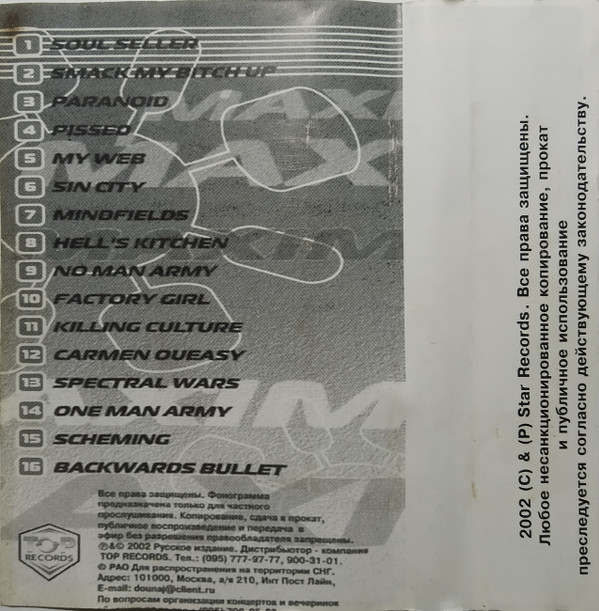 1 SOUL SELLER
2 SMACK MY BITCH UP
3 PARANOID
4 PISSED
5 MY WEB
6 SIN CITY
7 MINDFIELDS
8 HELL'S KITCHEN
9 NO MAN ARMY
10 FACTORY GIRL
11 KILLING CULTURE
12 CARMEN QUEASY
13 SPECTRAL WARS
14 ONE MAN ARMY
15 SCHEMING
16 BACKWARDS BULLET
MAXIM
MAXIM
MAXIM
TOP
RECORDS
Все права защищены. Фонограмма
предназначена только для частного
прослушивания. Копирование, сдача в прокат,
публичное воспроизведение и передача в
эфир без разрешения правообладателя запрещены.
℗&© 2002 Русское издание. Дистрибьютор - компания
TOP RECORDS. Тел.: (095) 777-97-77, 900-31-01.
© РАО Для распространения на территории СНГ.
Адрес: 101000, Москва, а/я 210, Инт Пост Лайн,
E-mail: dounaj@client.ru
По вопросам организации концертов и вечеринок
2002 (C) & (P) Star Records. Все права защищены.
Любое несанкционированное копирование, прокат
и публичное использование
преследуется согласно действующему законодательству.